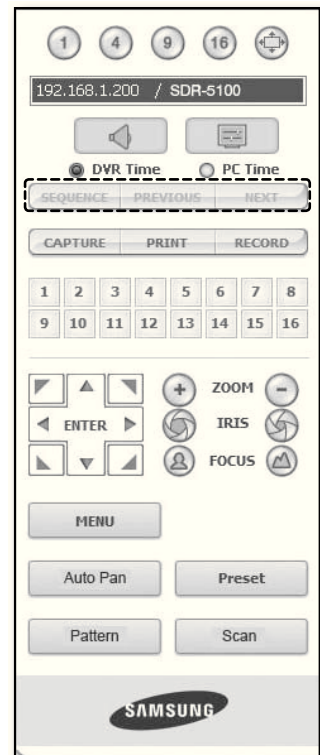 1 4 9 16
192.168.1.200 / SDR-5100
DVR Time PC Time
SEQUENCE PREVIOUS NEXT
CAPTURE PRINT RECORD
1 2 3 4 5 6 7 8
9 10 11 12 13 14 15 16
ZOOM
ENTER IRIS
FOCUS
MENU
Auto Pan Preset
Pattern Scan
SAMSUNG